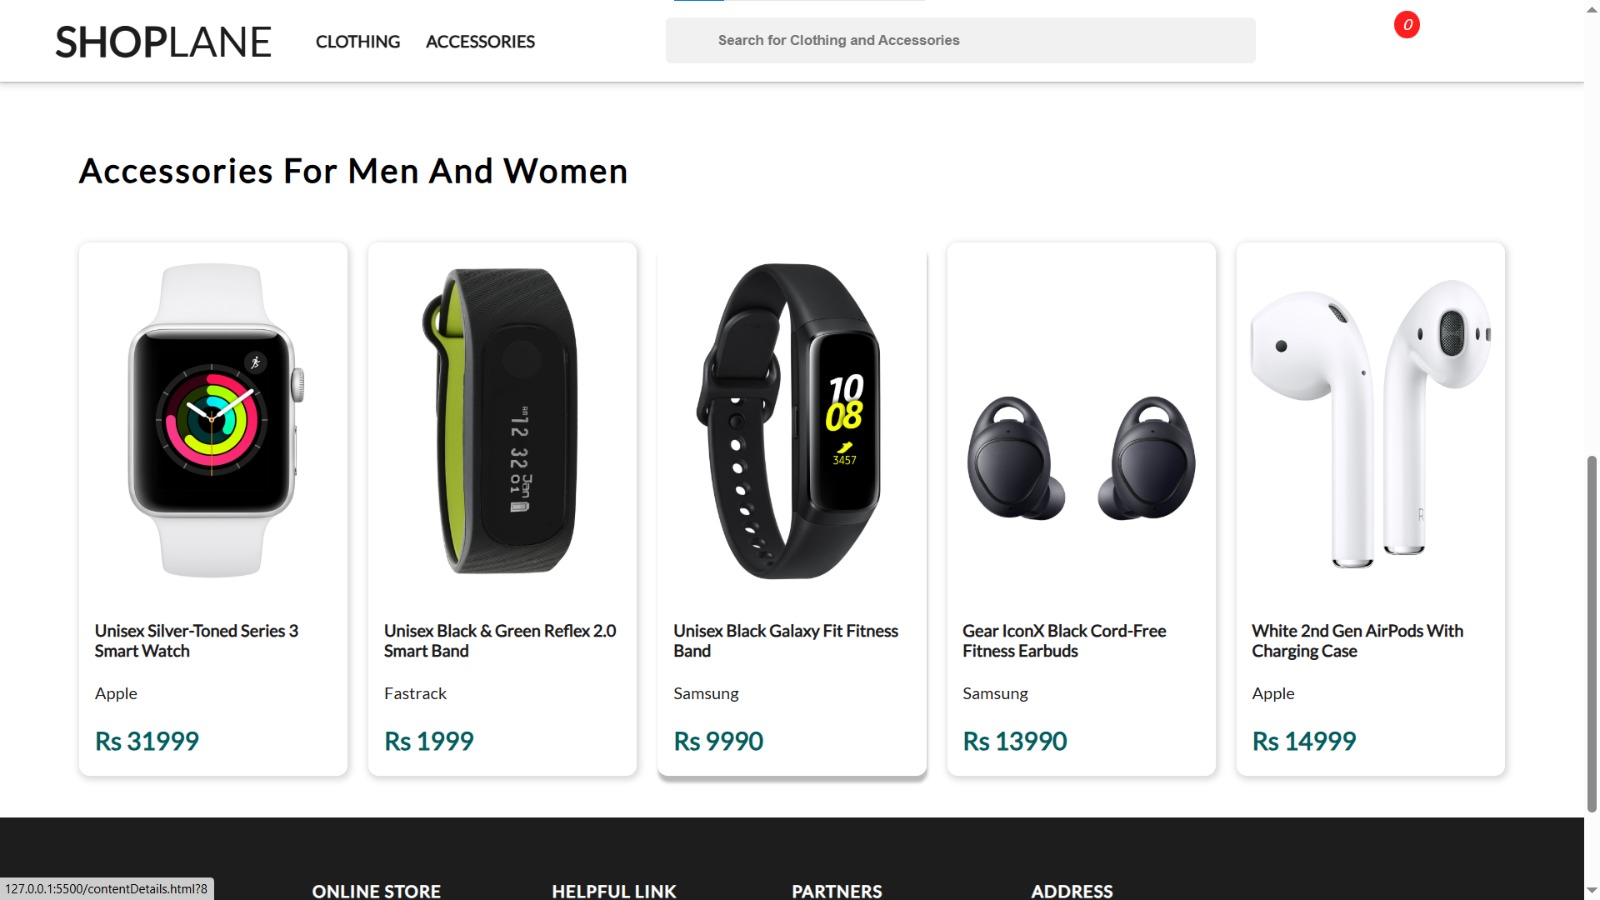 SHOPLANE CLOTHING ACCESSORIES Search for Clothing and Accessories 0
Accessories For Men And Women
10
08
3457
12 32 01 Jan
R
Unisex Silver-Toned Series 3
Smart Watch
Apple
Rs 31999
Unisex Black & Green Reflex 2.0
Smart Band
Fastrack
Rs 1999
Unisex Black Galaxy Fit Fitness
Band
Samsung
Rs 9990
Gear IconX Black Cord-Free
Fitness Earbuds
Samsung
Rs 13990
White 2nd Gen AirPods With
Charging Case
Apple
Rs 14999
127.0.0.1:5500/contentDetails.html?8
ONLINE STORE HELPFUL LINK PARTNERS ADDRESS